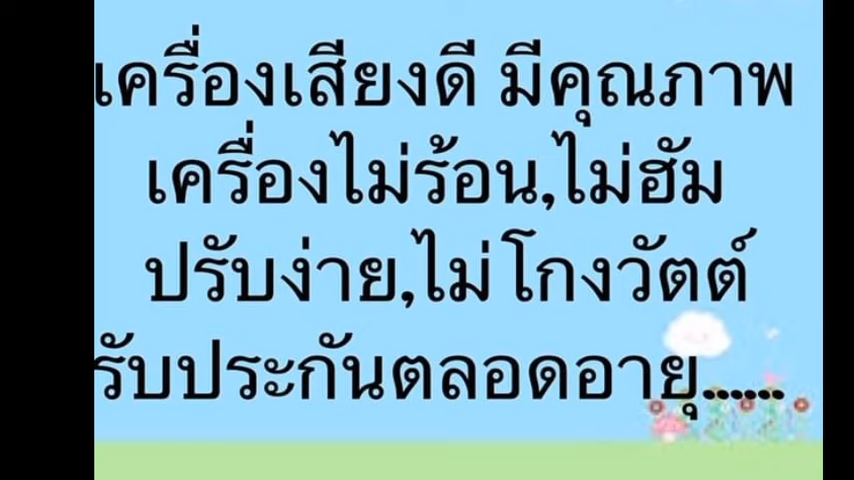 เครื่องเสียงดี มีคุณภาพ
เครื่องไม่ร้อน,ไม่ฮัม
ปรับง่าย,ไม่โกงวัตต์
รับประกันตลอดอายุ......